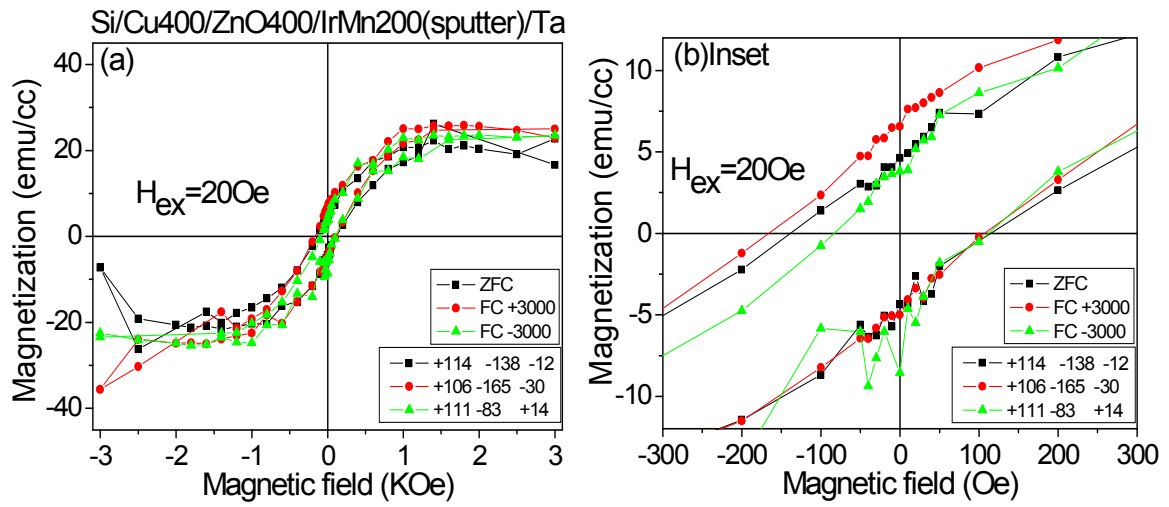 Si/Cu400/ZnO400/IrMn200(sputter)/Ta
(a)
Magnetization (emu/cc)
40
20
0
-20
-40
Hex=20Oe
ZFC
FC +3000
FC -3000
+114 -138 -12
+106 -165 -30
+111 -83 +14
-3 -2 -1 0 1 2 3
Magnetic field (KOe)
(b)Inset
Magnetization (emu/cc)
10
5
0
-5
-10
Hex=20Oe
ZFC
FC +3000
FC -3000
+114 -138 -12
+106 -165 -30
+111 -83 +14
-300 -200 -100 0 100 200 300
Magnetic field (Oe)